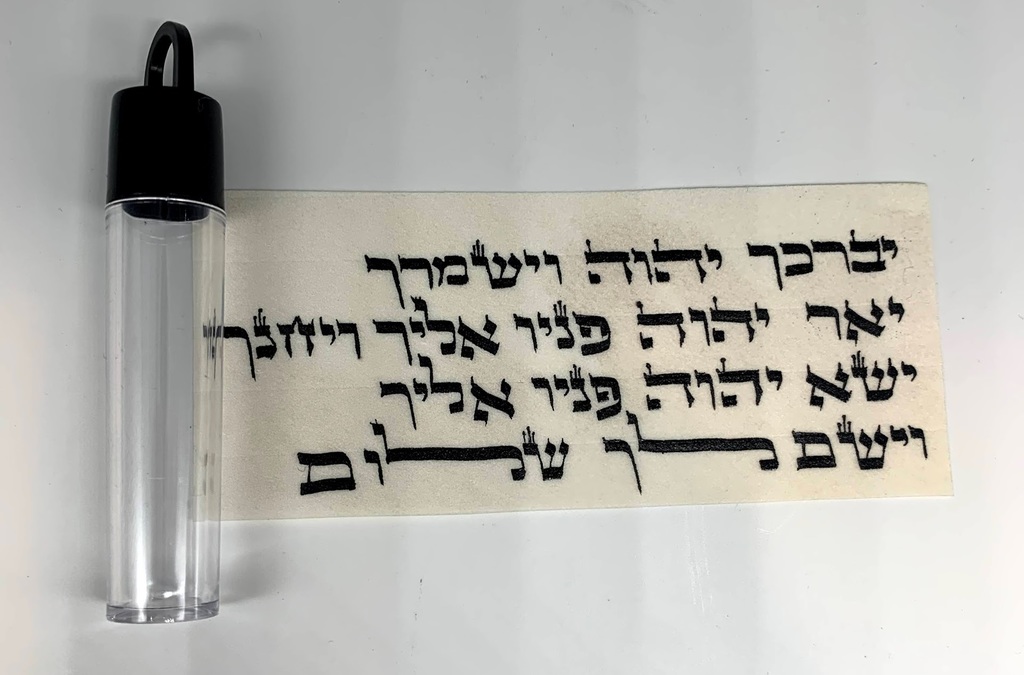 יברכך יהוה וישמרך
יאר יהוה פניו אליך ויחנך
ישא יהוה פניו אליך
וישם לך שלום